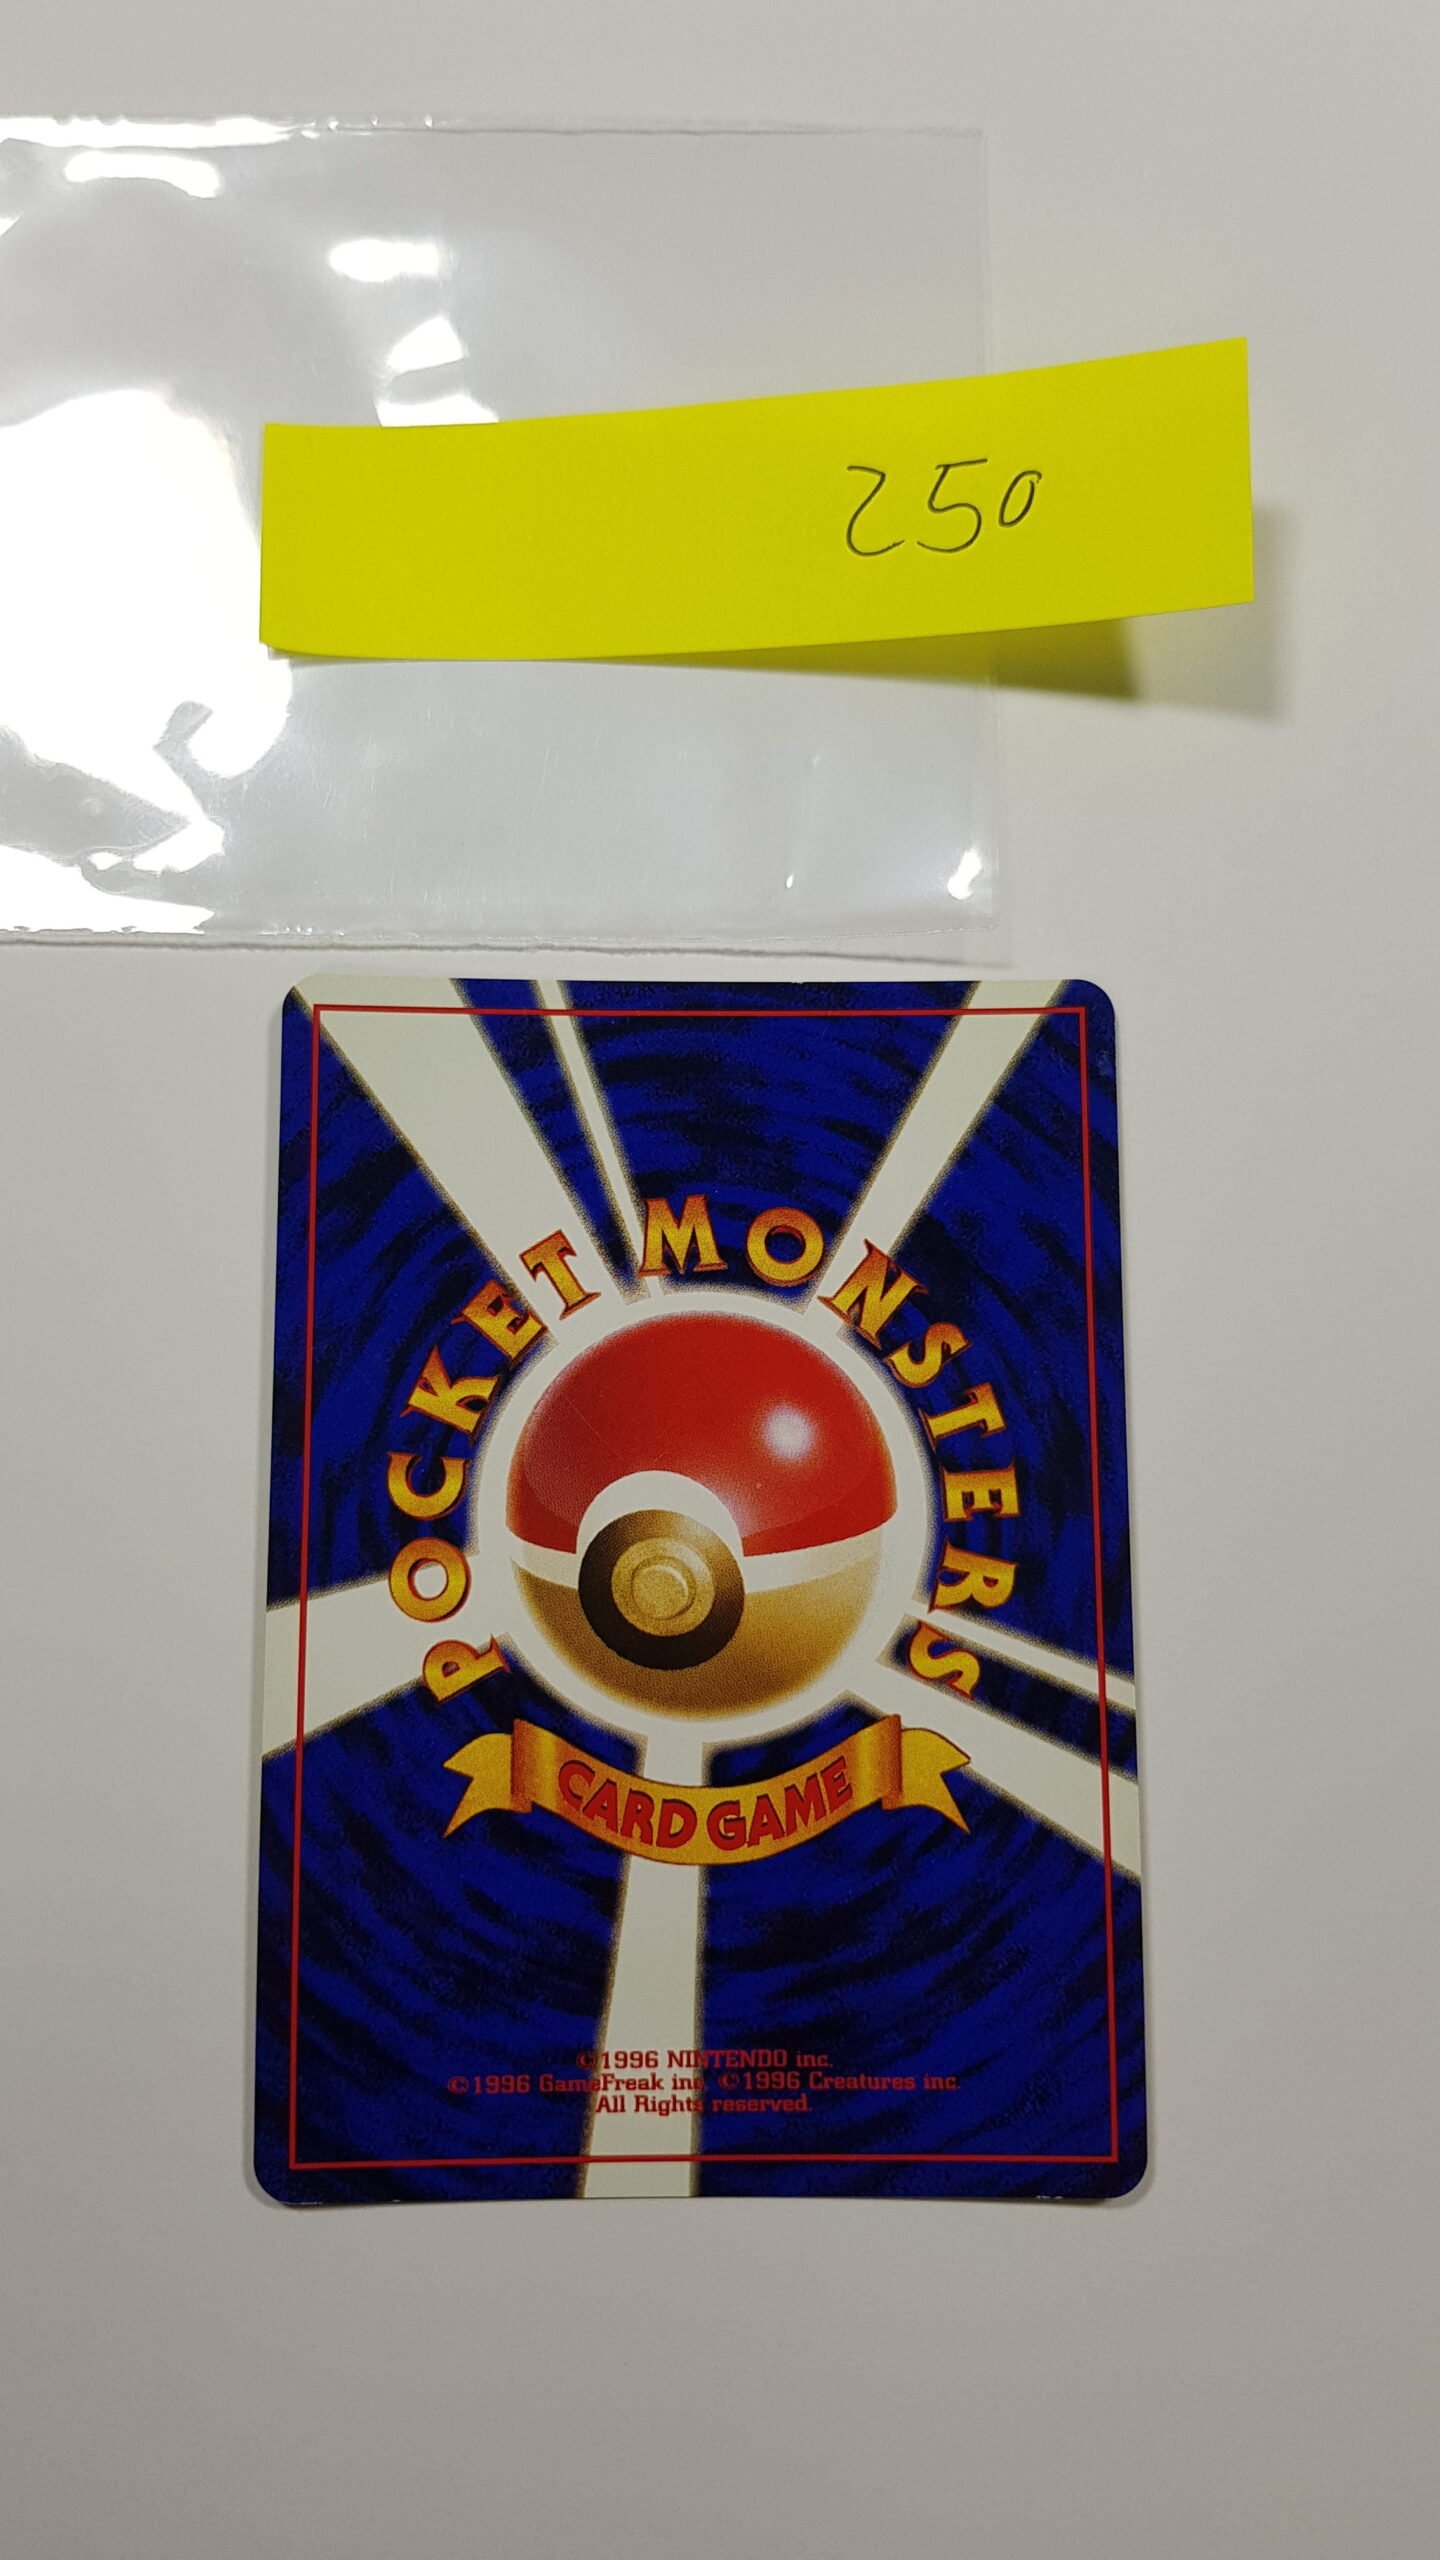 250
POCKET MONSTERS
CARD GAME
©1996 NINTENDO inc.
©1996 GameFreak inc. ©1996 Creatures inc.
All Rights reserved.